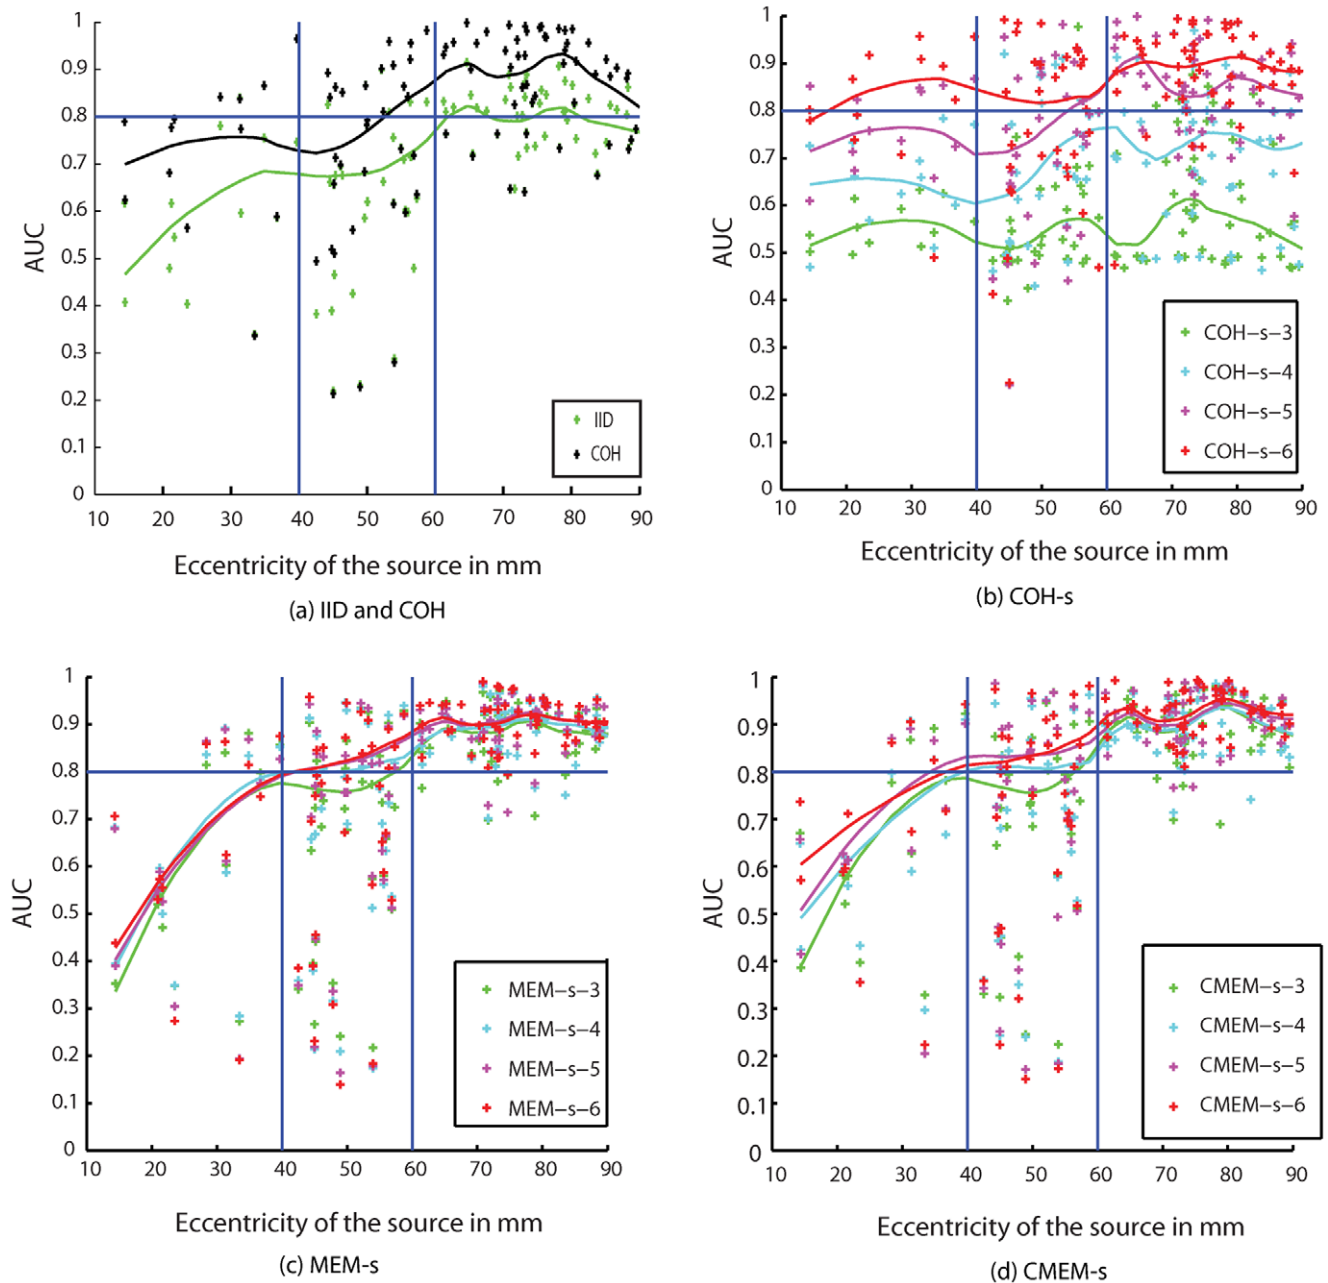 1
0.9
0.8
0.7
0.6
0.5
0.4
0.3
0.2
0.1
0
AUC
10 20 30 40 50 60 70 80 90
Eccentricity of the source in mm
IID
COH
(a) IID and COH
1
0.9
0.8
0.7
0.6
0.5
0.4
0.3
0.2
0.1
0
AUC
10 20 30 40 50 60 70 80 90
Eccentricity of the source in mm
COH–s–3
COH–s–4
COH–s–5
COH–s–6
(b) COH-s
1
0.9
0.8
0.7
0.6
0.5
0.4
0.3
0.2
0.1
0
AUC
10 20 30 40 50 60 70 80 90
Eccentricity of the source in mm
MEM–s–3
MEM–s–4
MEM–s–5
MEM–s–6
(c) MEM-s
1
0.9
0.8
0.7
0.6
0.5
0.4
0.3
0.2
0.1
0
AUC
10 20 30 40 50 60 70 80 90
Eccentricity of the source in mm
CMEM–s–3
CMEM–s–4
CMEM–s–5
CMEM–s–6
(d) CMEM-s